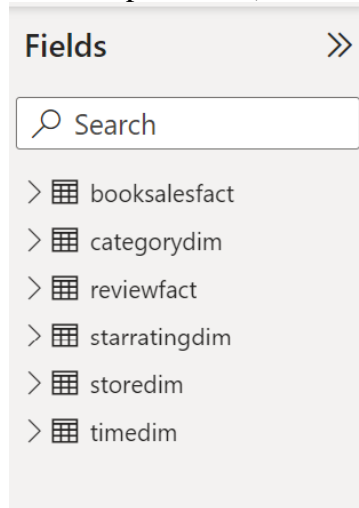 Fields
Search
booksalesfact
categorydim
reviewfact
starratingdim
storedim
timedim